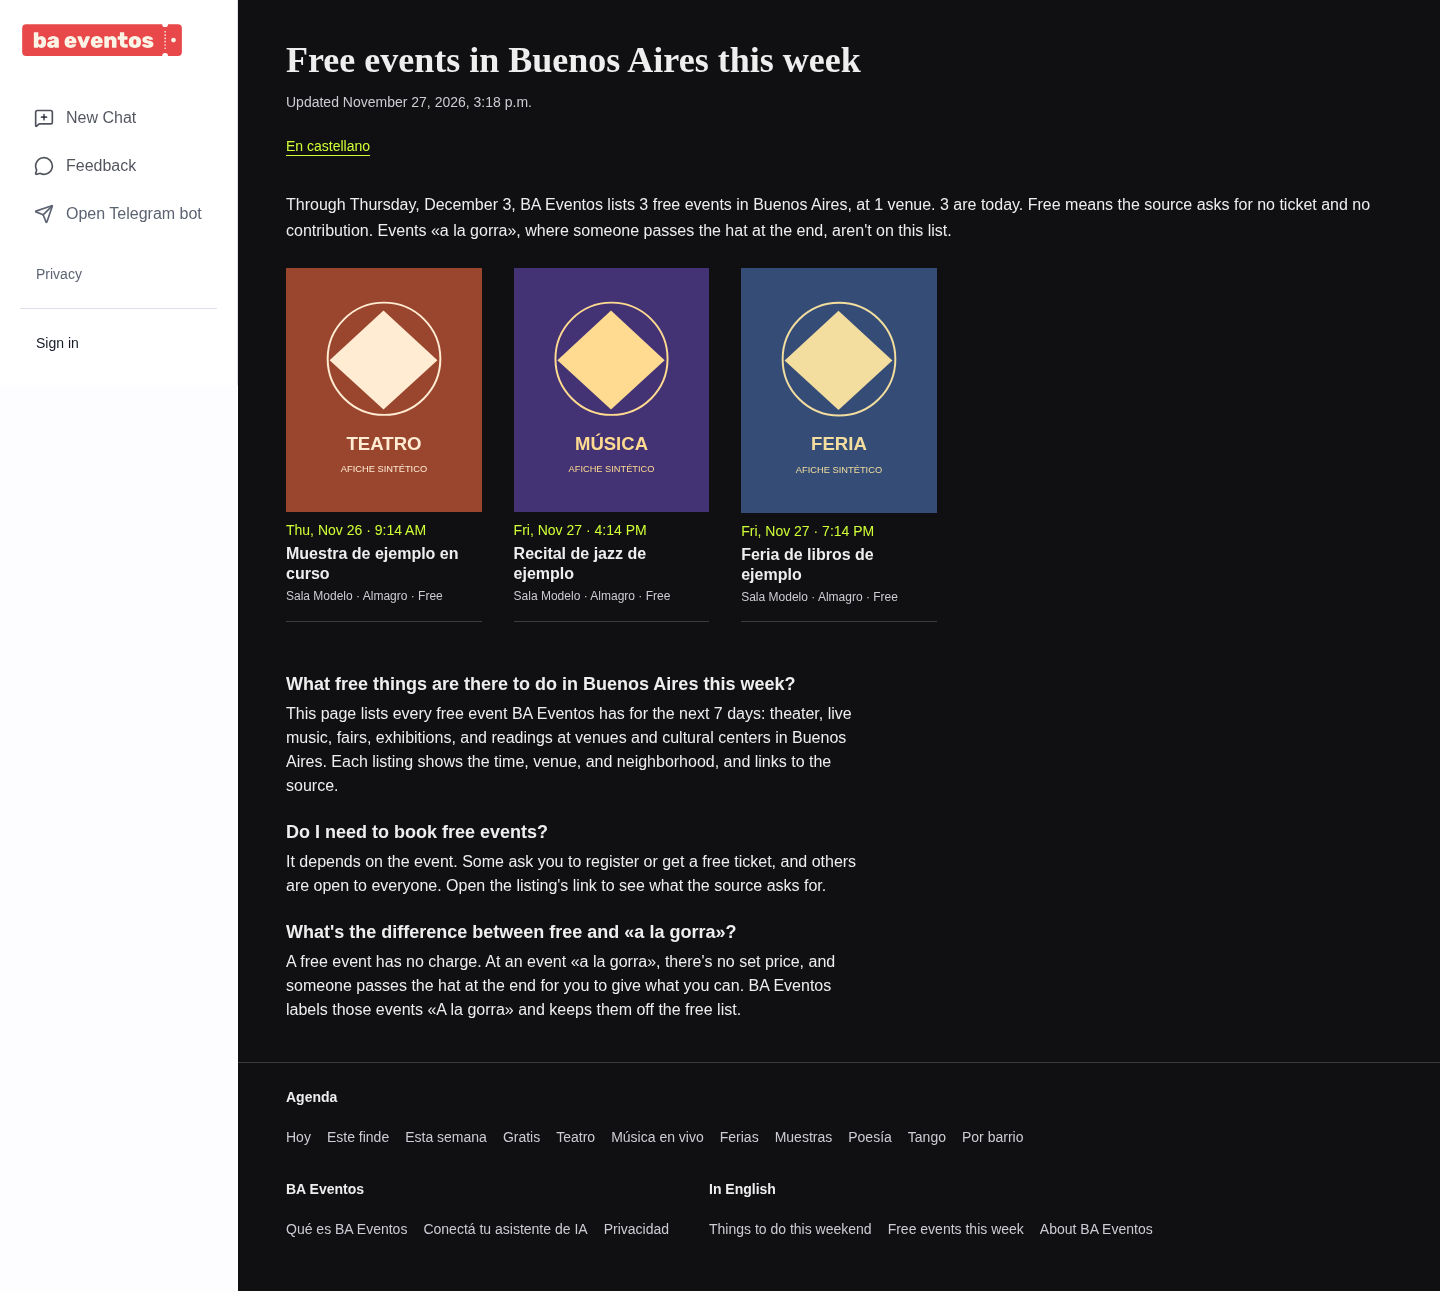 ba eventos
New Chat
Feedback
Open Telegram bot
Privacy
Sign in
Free events in Buenos Aires this week
Updated November 27, 2026, 3:18 p.m.
En castellano
Through Thursday, December 3, BA Eventos lists 3 free events in Buenos Aires, at 1 venue. 3 are today. Free means the source asks for no ticket and no
contribution. Events «a la gorra», where someone passes the hat at the end, aren't on this list.
TEATRO
AFICHE SINTÉTICO
Thu, Nov 26 · 9:14 AM
Muestra de ejemplo en
curso
Sala Modelo · Almagro · Free
MÚSICA
AFICHE SINTÉTICO
Fri, Nov 27 · 4:14 PM
Recital de jazz de
ejemplo
Sala Modelo · Almagro · Free
FERIA
AFICHE SINTÉTICO
Fri, Nov 27 · 7:14 PM
Feria de libros de
ejemplo
Sala Modelo · Almagro · Free
What free things are there to do in Buenos Aires this week?
This page lists every free event BA Eventos has for the next 7 days: theater, live
music, fairs, exhibitions, and readings at venues and cultural centers in Buenos
Aires. Each listing shows the time, venue, and neighborhood, and links to the
source.
Do I need to book free events?
It depends on the event. Some ask you to register or get a free ticket, and others
are open to everyone. Open the listing's link to see what the source asks for.
What's the difference between free and «a la gorra»?
A free event has no charge. At an event «a la gorra», there's no set price, and
someone passes the hat at the end for you to give what you can. BA Eventos
labels those events «A la gorra» and keeps them off the free list.
Agenda
Hoy Este finde Esta semana Gratis Teatro Música en vivo Ferias Muestras Poesía Tango Por barrio
BA Eventos
Qué es BA Eventos Conectá tu asistente de IA Privacidad
In English
Things to do this weekend Free events this week About BA Eventos